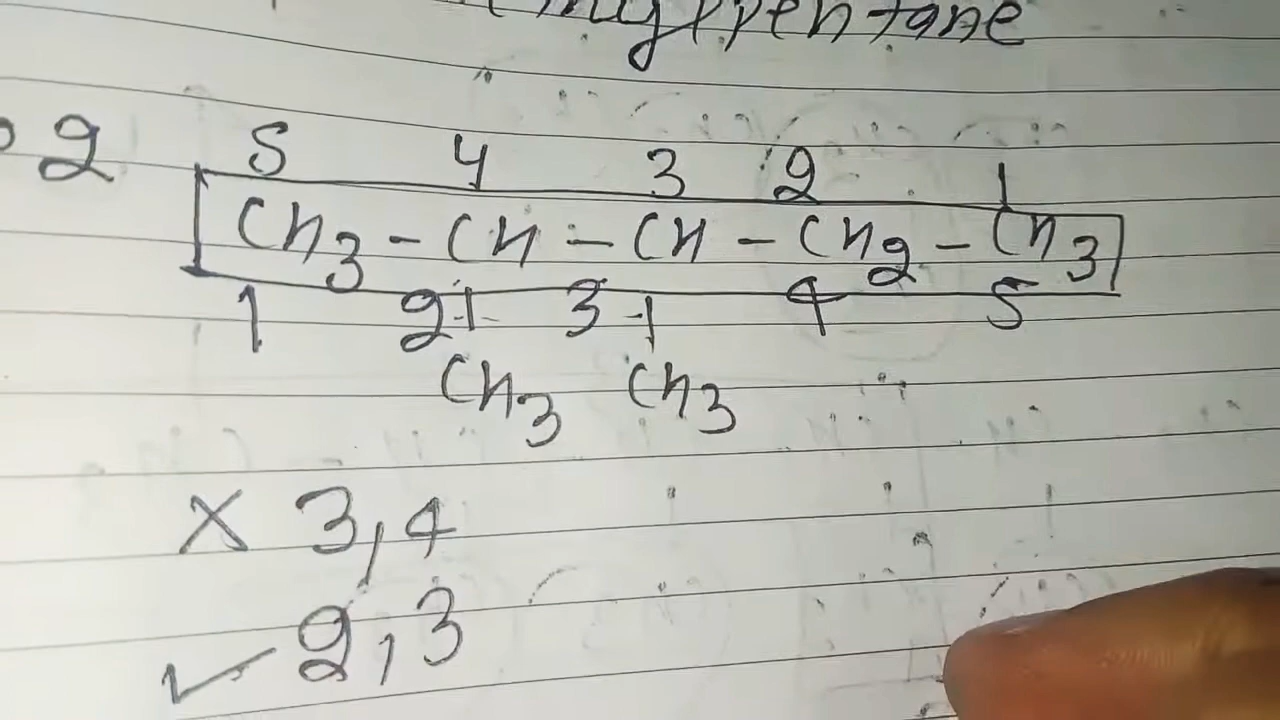 2
5 4 3 2 1
CH3 - CH - CH - CH2 - CH3
1 2 3 4 5
CH3 CH3
× 3,4
✓ 2,3